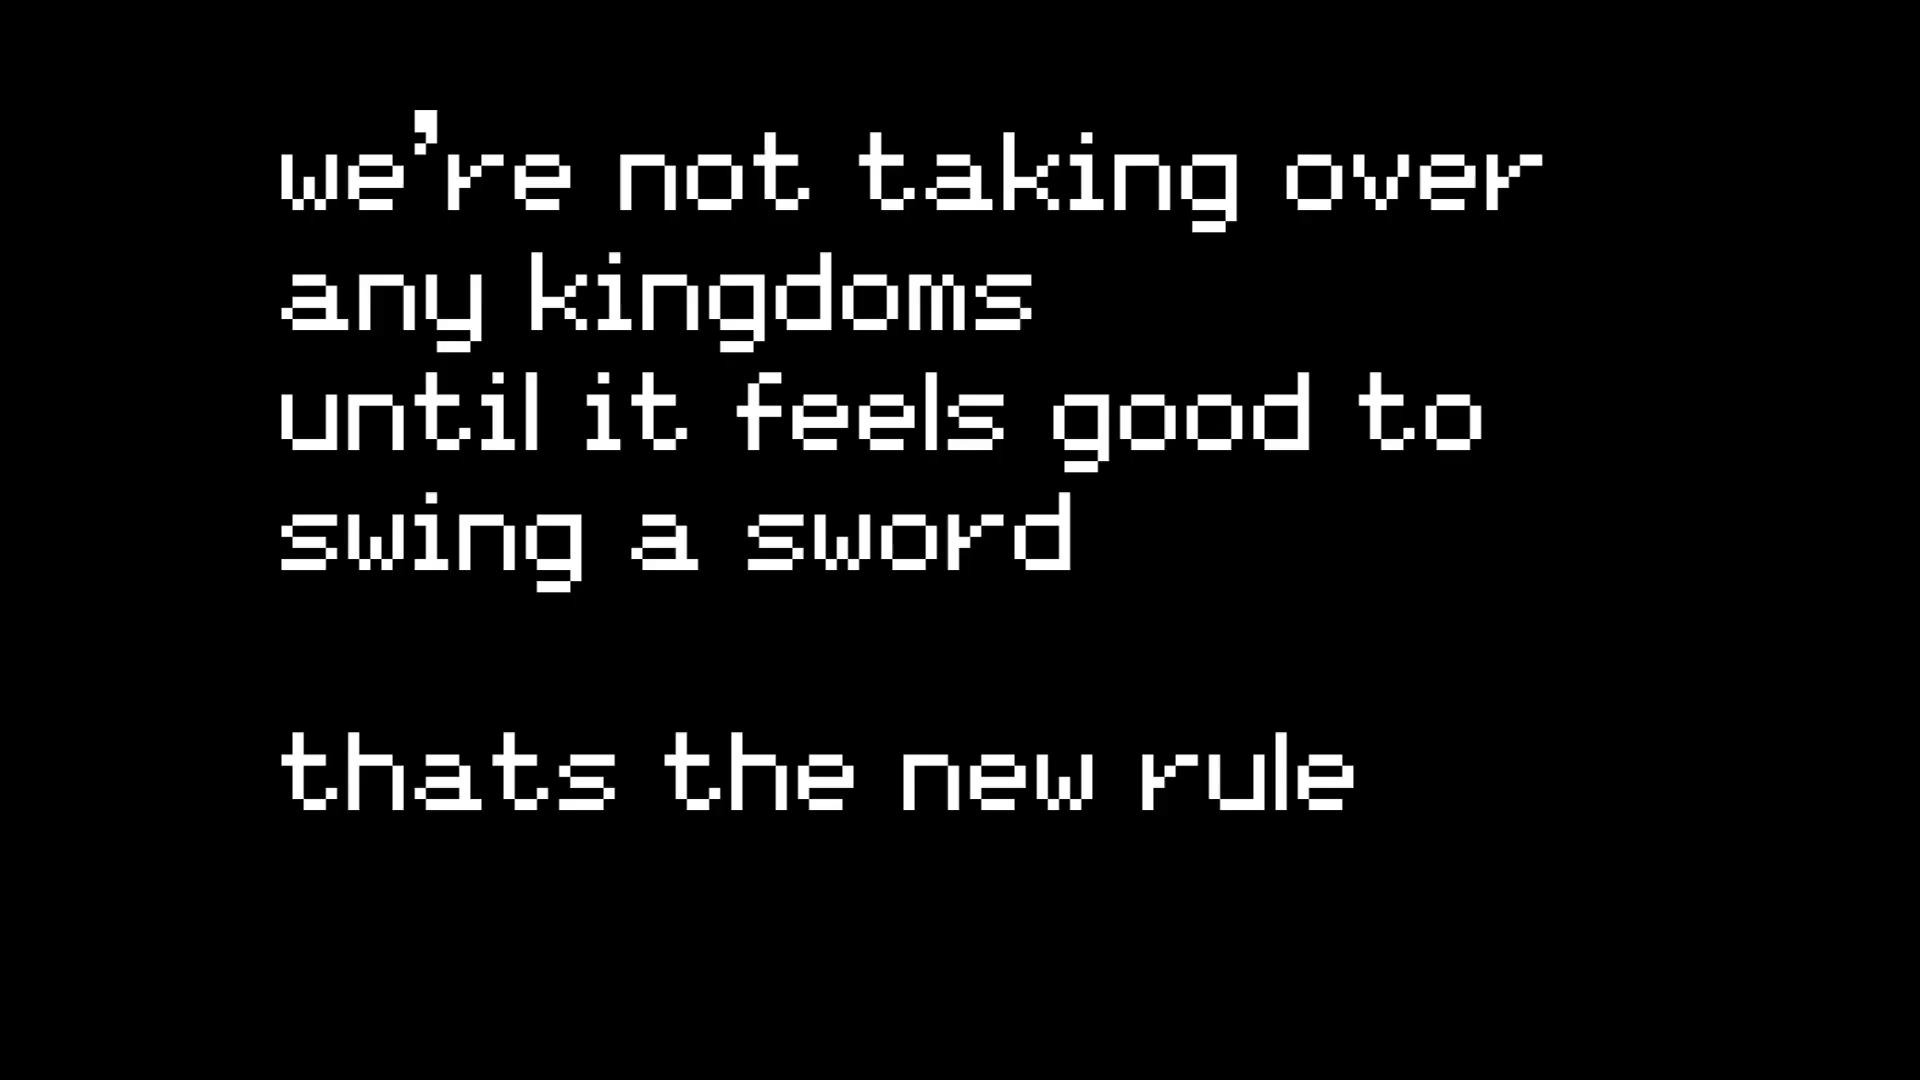 we're not taking over
any kingdoms
until it feels good to
swing a sword
thats the new rule